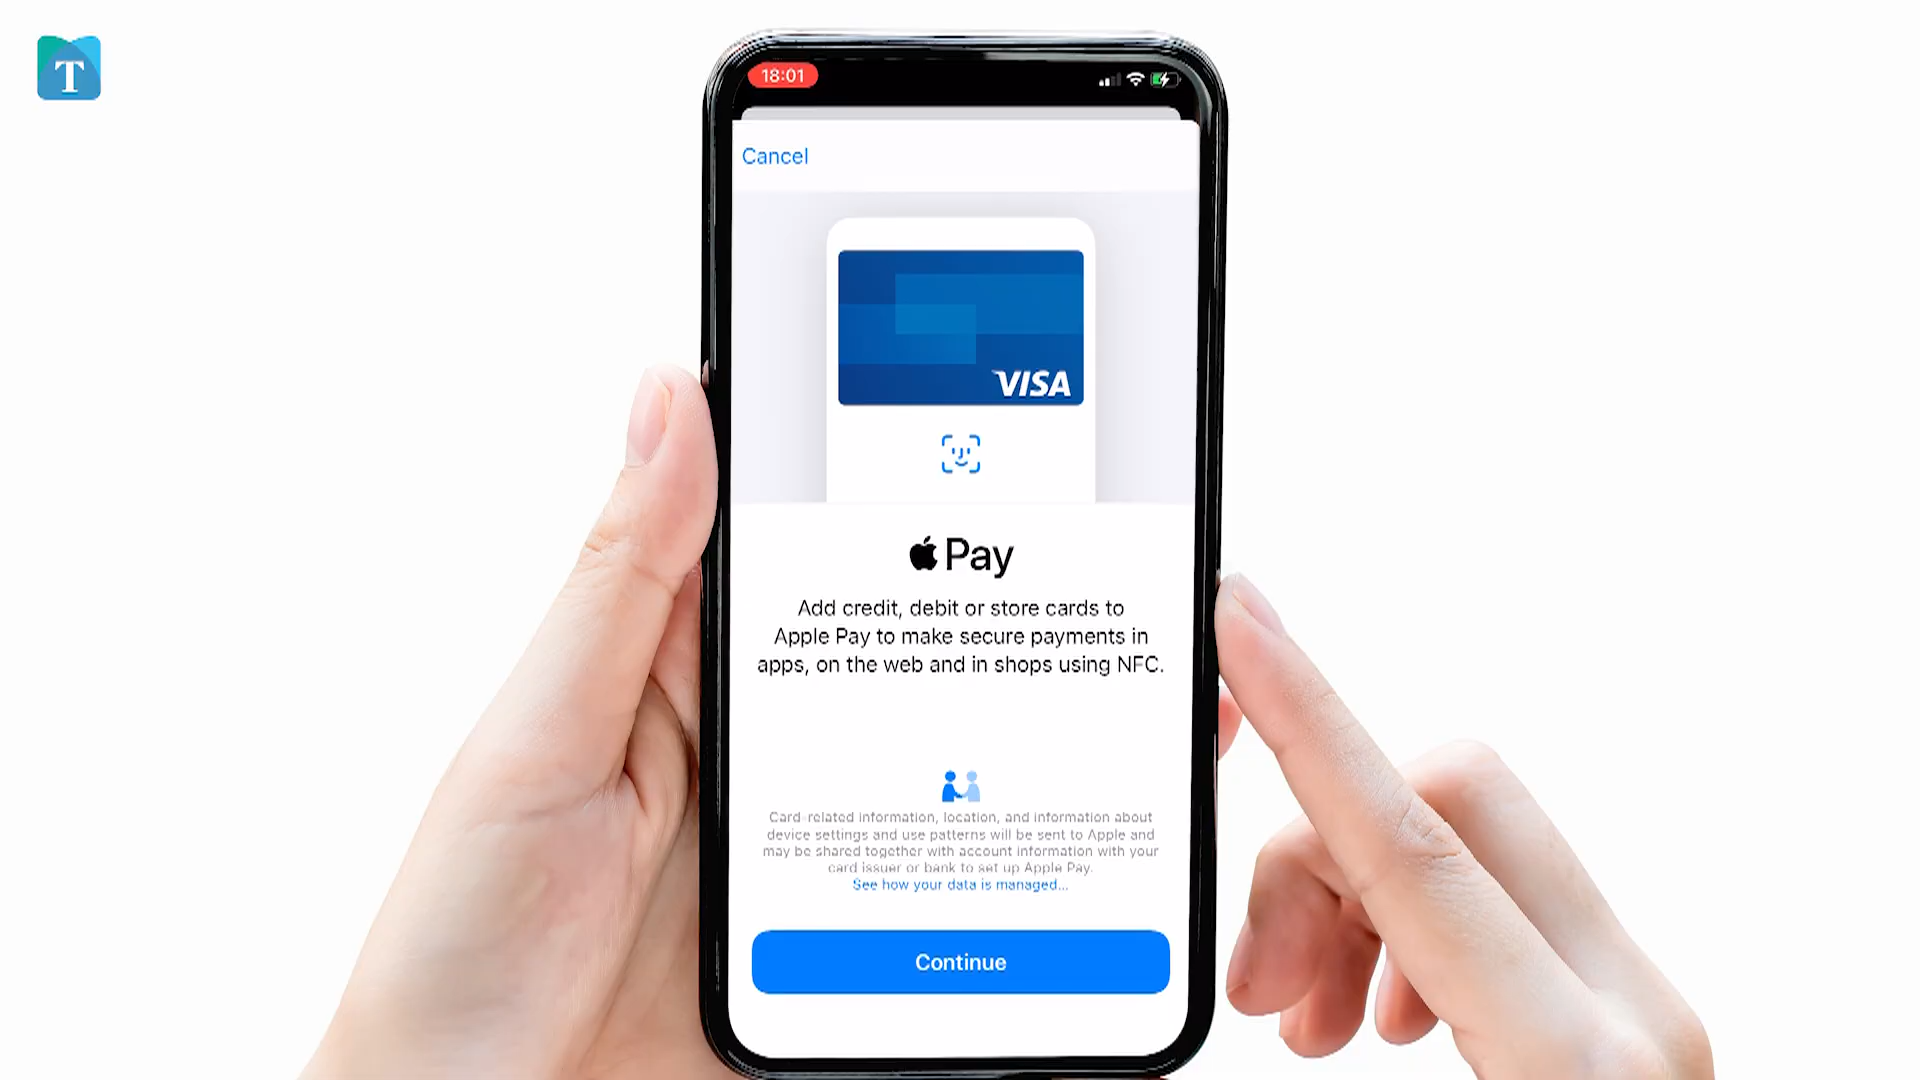 T
18:01
Cancel
VISA
Pay
Add credit, debit or store cards to
Apple Pay to make secure payments in
apps, on the web and in shops using NFC.
Card-related information, location, and information about
device settings and use patterns will be sent to Apple and
may be shared together with account information with your
card issuer or bank to set up Apple Pay.
See how your data is managed...
Continue